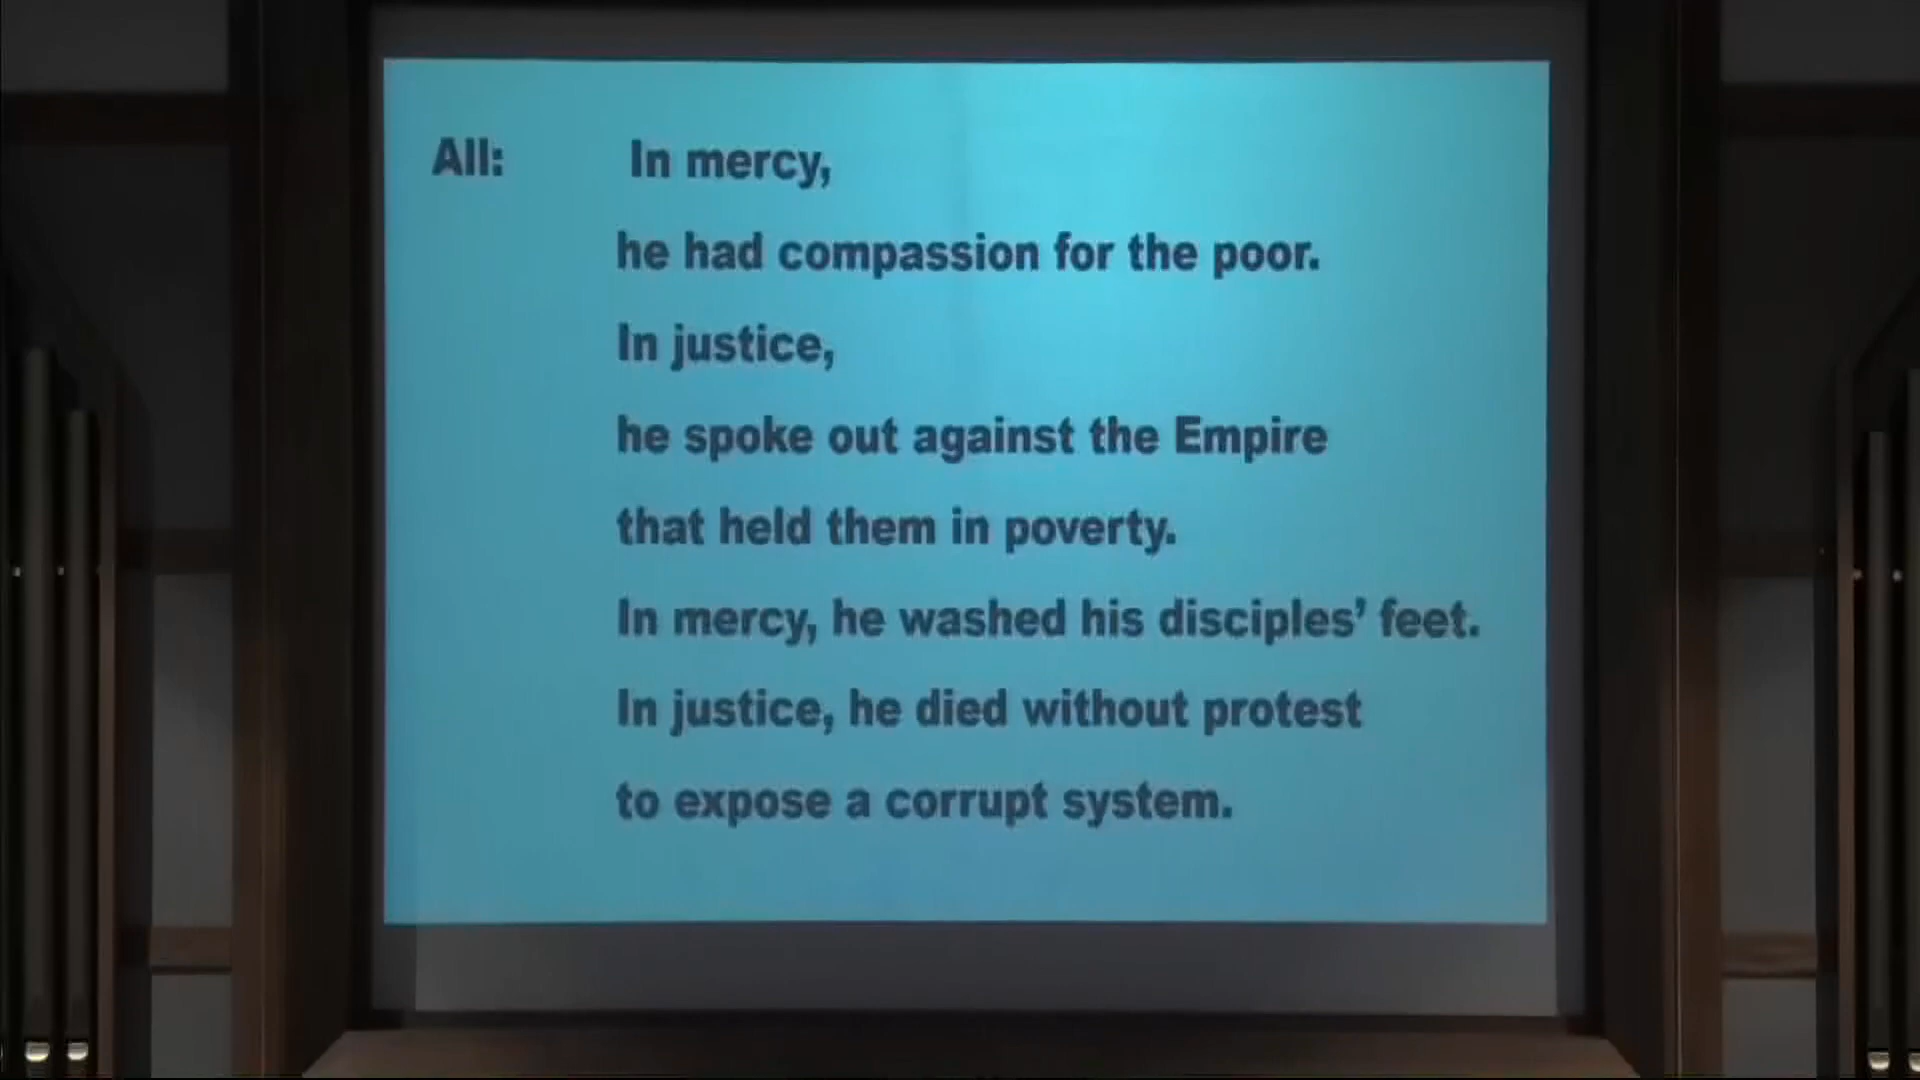 All: In mercy,
he had compassion for the poor.
In justice,
he spoke out against the Empire
that held them in poverty.
In mercy, he washed his disciples’ feet.
In justice, he died without protest
to expose a corrupt system.